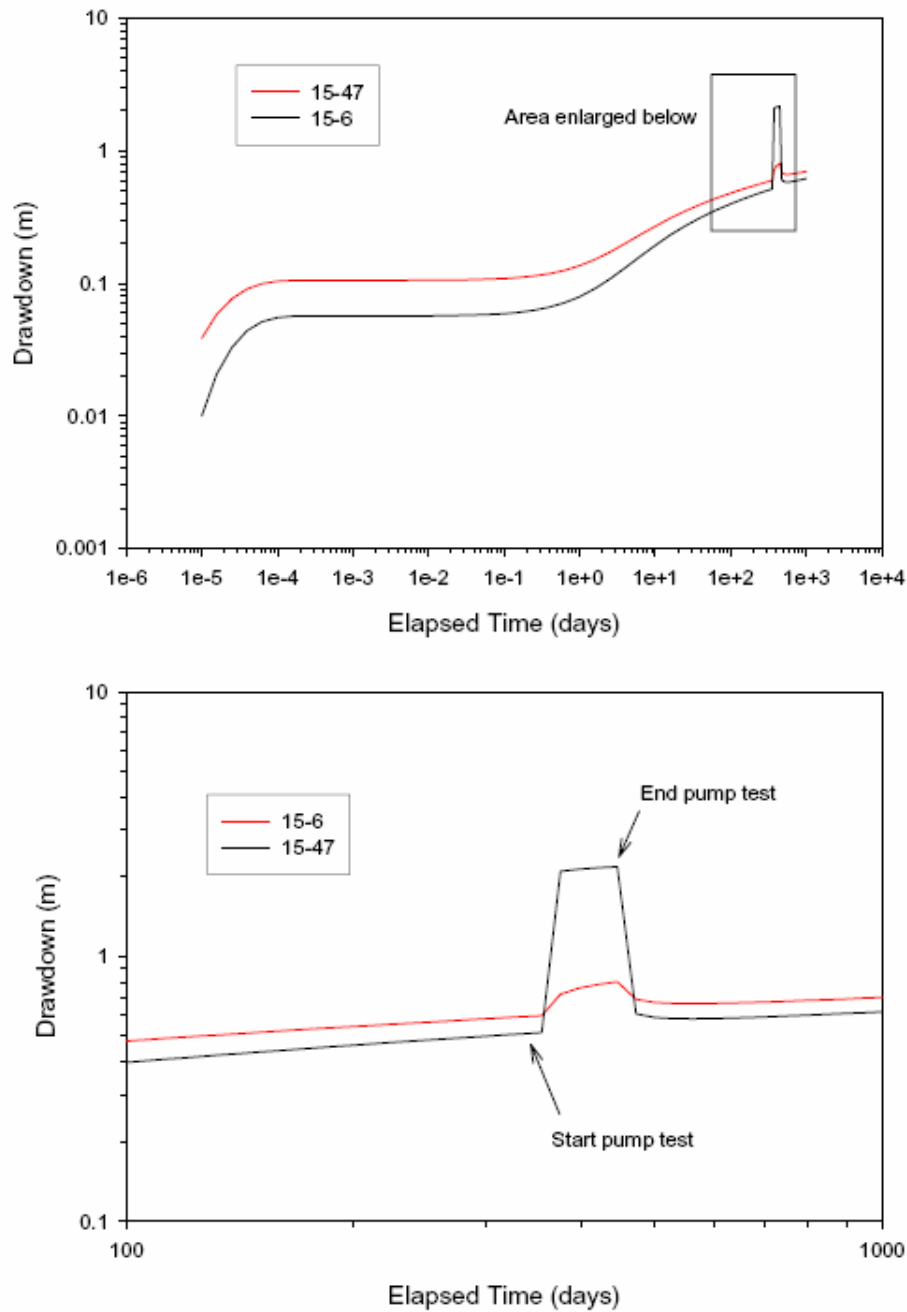 10
15-47
15-6
Area enlarged below
1
0.1
0.01
0.001
Drawdown (m)
1e-6 1e-5 1e-4 1e-3 1e-2 1e-1 1e+0 1e+1 1e+2 1e+3 1e+4
Elapsed Time (days)
10
End pump test
15-6
15-47
1
Drawdown (m)
Start pump test
0.1
100 1000
Elapsed Time (days)